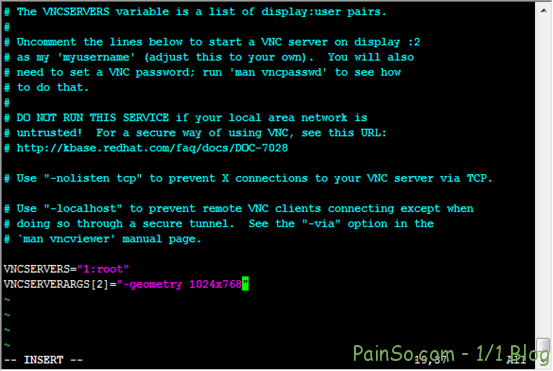 # The VNCSERVERS variable is a list of display:user pairs.
#
# Uncomment the lines below to start a VNC server on display :2
# as my 'myusername' (adjust this to your own).  You will also
# need to set a VNC password; run 'man vncpasswd' to see how
# to do that.
#
# DO NOT RUN THIS SERVICE if your local area network is
# untrusted!  For a secure way of using VNC, see this URL:
# http://kbase.redhat.com/faq/docs/DOC-7028

# Use "-nolisten tcp" to prevent X connections to your VNC server via TCP.

# Use "-localhost" to prevent remote VNC clients connecting except when
# doing so through a secure tunnel.  See the "-via" option in the
# `man vncviewer' manual page.

VNCSERVERS="1:root"
VNCSERVERARGS[2]="-geometry 1024x768"
~
~
~
~
-- INSERT -- 19,37 All
PainSo.com - 1/1 Blog